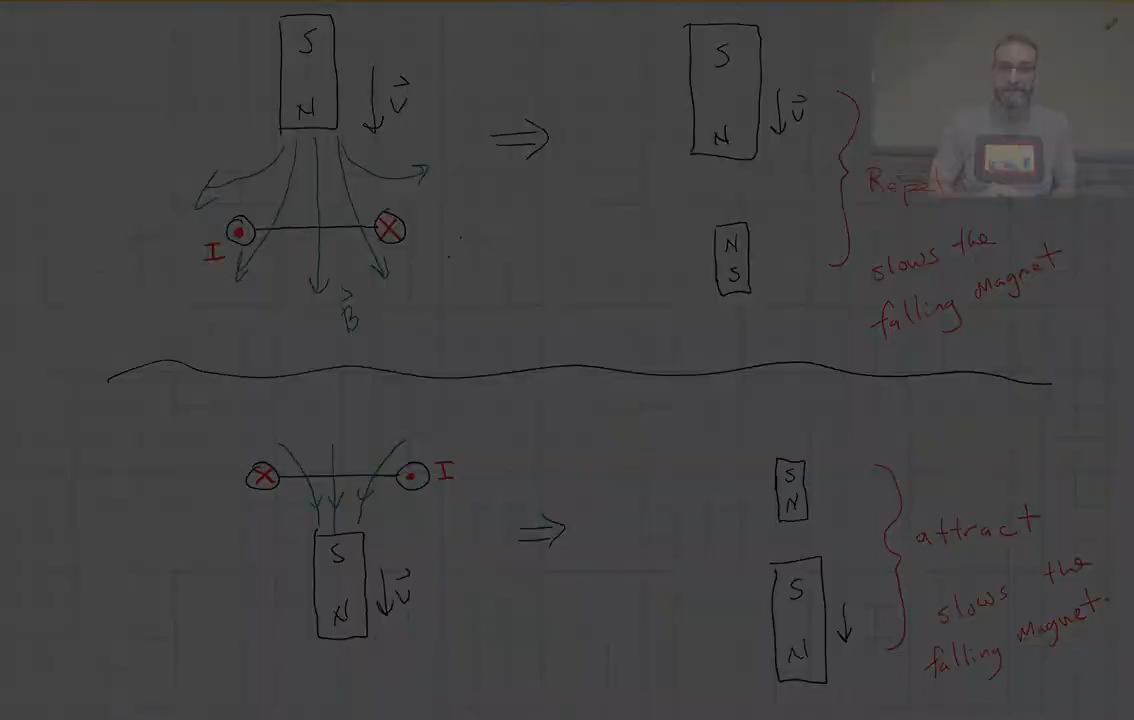 S
N
V
I
B
S
N
V
N
S
Repel
slows the
falling magnet
I
S
N
V
S
N
S
N
attract
slows the
falling magnet.